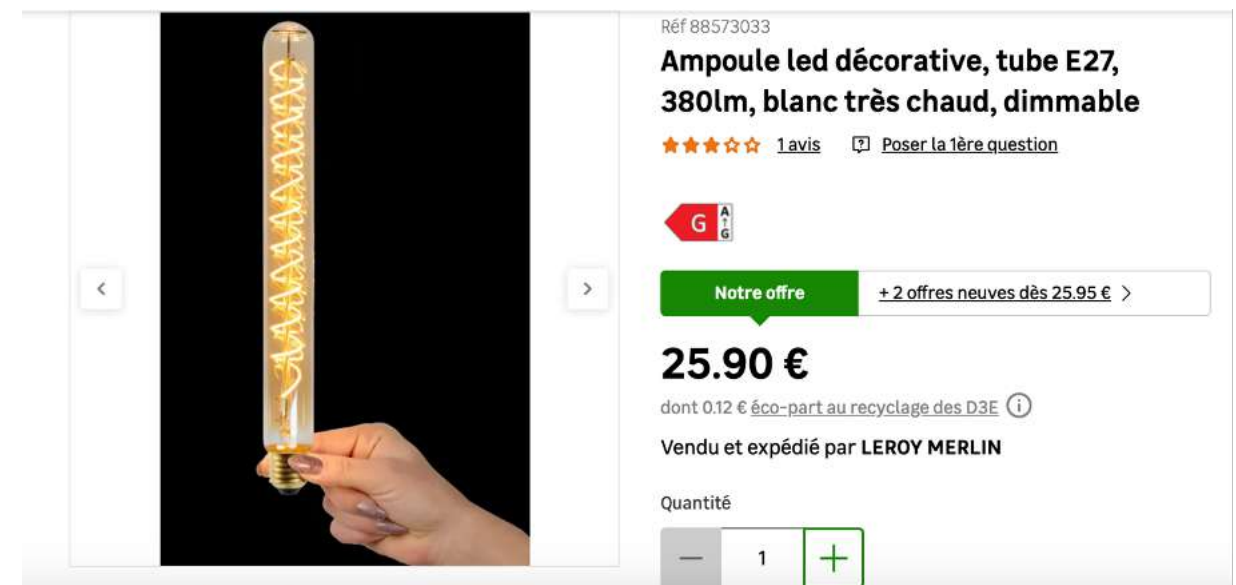 Réf 88573033
Ampoule led décorative, tube E27,
380lm, blanc très chaud, dimmable
1 avis
Poser la 1ère question
G
A
G
Notre offre
+ 2 offres neuves dès 25.95 €
25.90 €
dont 0.12 € éco-part au recyclage des D3E
Vendu et expédié par LEROY MERLIN
Quantité
1